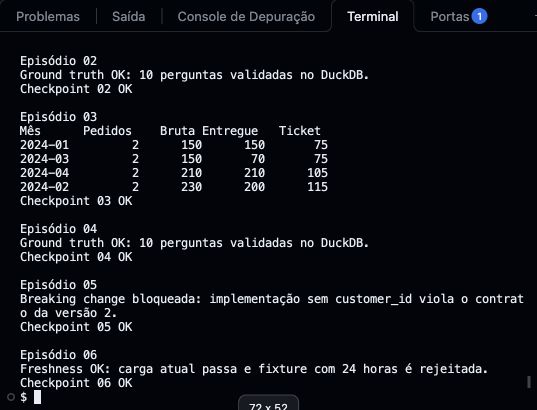 Problemas Saída Console de Depuração Terminal Portas 1
Episódio 02
Ground truth OK: 10 perguntas validadas no DuckDB.
Checkpoint 02 OK
Episódio 03
Mês Pedidos Bruta Entregue Ticket
2024-01 2 150 150 75
2024-03 2 150 70 75
2024-04 2 210 210 105
2024-02 2 230 200 115
Checkpoint 03 OK
Episódio 04
Ground truth OK: 10 perguntas validadas no DuckDB.
Checkpoint 04 OK
Episódio 05
Breaking change bloqueada: implementação sem customer_id viola o contrat
o da versão 2.
Checkpoint 05 OK
Episódio 06
Freshness OK: carga atual passa e fixture com 24 horas é rejeitada.
Checkpoint 06 OK
$
72 x 52